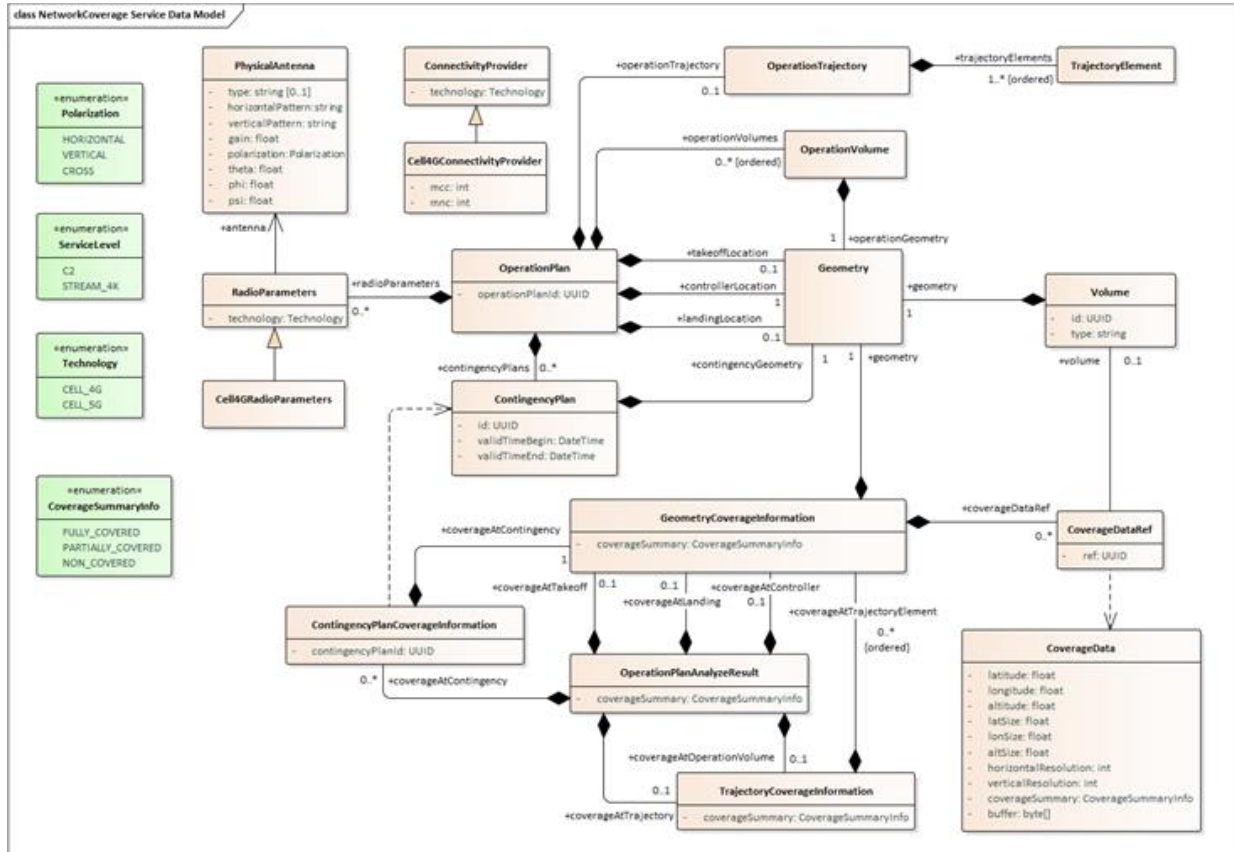 class NetworkCoverage Service Data Model
«enumeration»
Polarization
HORIZONTAL
VERTICAL
CROSS
«enumeration»
ServiceLevel
C2
STREAM_4K
«enumeration»
Technology
CELL_4G
CELL_5G
«enumeration»
CoverageSummaryInfo
FULLY_COVERED
PARTIALLY_COVERED
NON_COVERED
PhysicalAntenna
- type: string [0..1]
- horizontalPattern: string
- verticalPattern: string
- gain: float
- polarization: Polarization
- theta: float
- phi: float
- psi: float
+antenna
RadioParameters
- technology: Technology
Cell4GRadioParameters
ConnectivityProvider
- technology: Technology
Cell4GConnectivityProvider
- mcc: int
- mnc: int
+radioParameters
0..*
OperationPlan
- operationPlanId: UUID
+operationTrajectory
0..1
OperationTrajectory
+trajectoryElements
1..* {ordered}
TrajectoryElement
+operationVolumes
0..* {ordered}
OperationVolume
1
+operationGeometry
+takeoffLocation
0..1
+controllerLocation
1
+landingLocation
0..1
Geometry
+geometry
1
Volume
- id: UUID
- type: string
+volume
0..1
+contingencyPlans
0..*
ContingencyPlan
- id: UUID
- validTimeBegin: DateTime
- validTimeEnd: DateTime
+contingencyGeometry
1
1
+geometry
GeometryCoverageInformation
- coverageSummary: CoverageSummaryInfo
+coverageDataRef
0..*
CoverageDataRef
- ref: UUID
+coverageAtContingency
1
ContingencyPlanCoverageInformation
- contingencyPlanId: UUID
0..*
+coverageAtContingency
+coverageAtTakeoff
0..1
+coverageAtLanding
0..1
+coverageAtController
0..1
+coverageAtTrajectoryElement
0..*
{ordered}
OperationPlanAnalyzeResult
- coverageSummary: CoverageSummaryInfo
+coverageAtOperationVolume
0..1
0..1
+coverageAtTrajectory
TrajectoryCoverageInformation
- coverageSummary: CoverageSummaryInfo
CoverageData
- latitude: float
- longitude: float
- altitude: float
- latSize: float
- lonSize: float
- altSize: float
- horizontalResolution: int
- verticalResolution: int
- coverageSummary: CoverageSummaryInfo
- buffer: byte[]